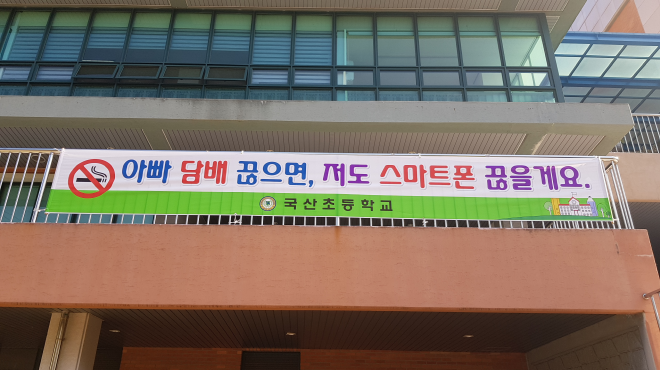 아빠 담배 끊으면, 저도 스마트폰 끊을게요.
국산초등학교